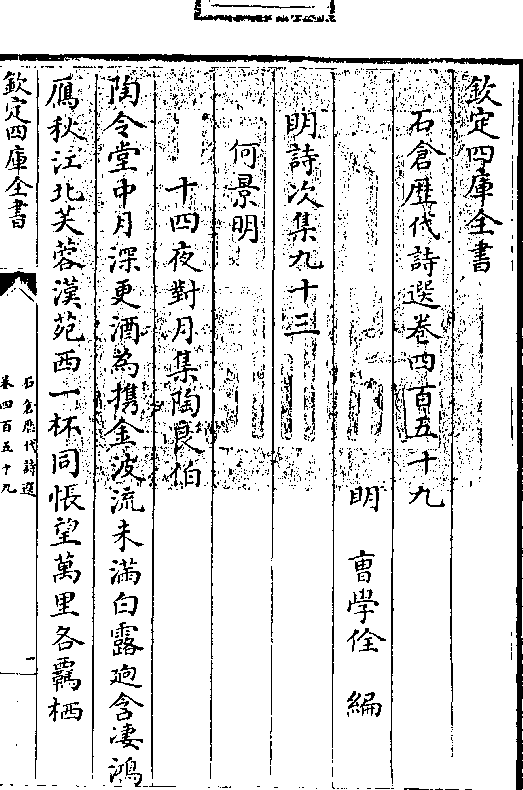 欽定四庫全書
石倉歷代詩選卷四百五十九
明　曹學佺　編
明詩次集九十三
何景明
十四夜對月集陶良伯
陶令堂中月深更酒為携金波流未滿白露迥含淒鴻
鴈秋江北芙蓉漢苑西一杯同悵望萬里各羇栖
欽定四庫全書
石倉歷代詩選
卷四百五十九
一